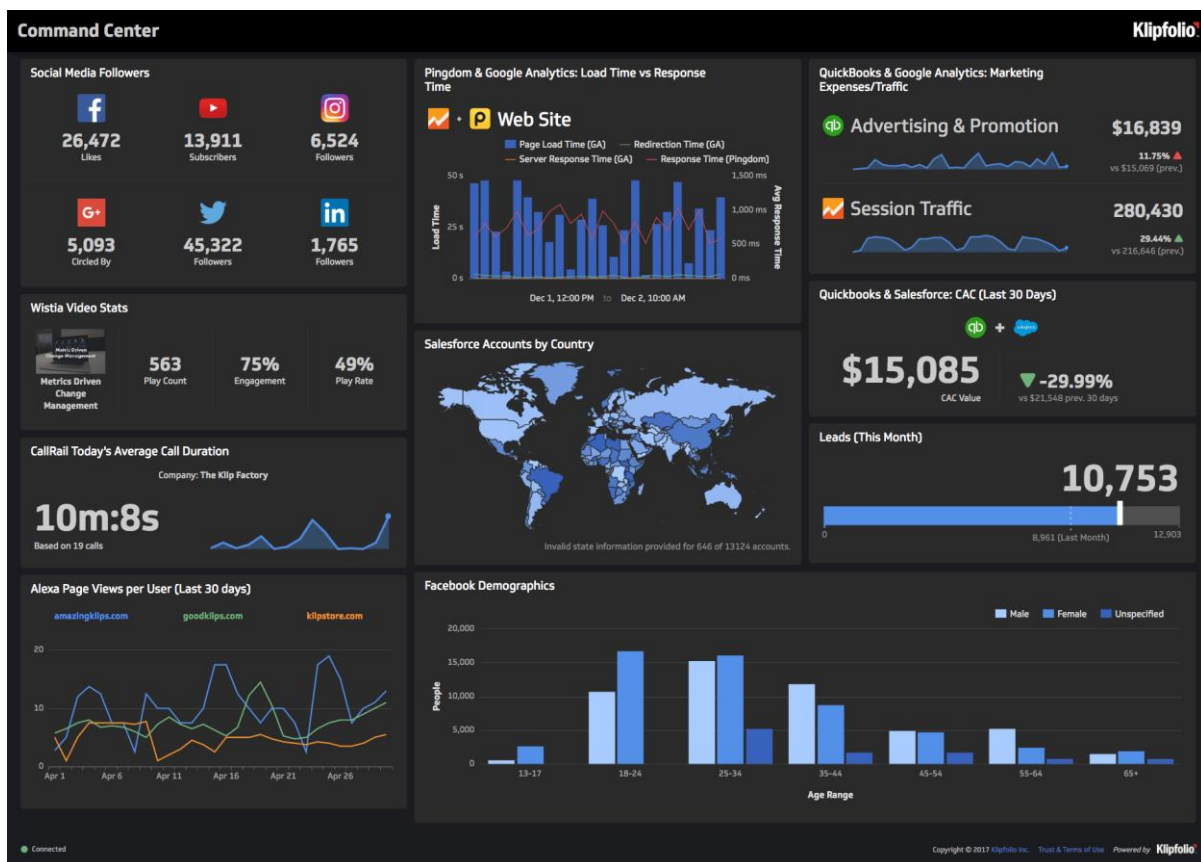 Command Center
Klipfolio
Social Media Followers
26,472
Likes
13,911
Subscribers
6,524
Followers
G+
5,093
Circled By
45,322
Followers
in
1,765
Followers
Wistia Video Stats
Metric Driven
Change Management
Metrics Driven
Change
Management
563
Play Count
75%
Engagement
49%
Play Rate
CallRail Today's Average Call Duration
Company: The Klip Factory
10m:8s
Based on 19 calls
Alexa Page Views per User (Last 30 days)
amazingklips.com goodklips.com klipstore.com
20
10
0
Apr 1 Apr 6 Apr 11 Apr 16 Apr 21 Apr 26
Pingdom & Google Analytics: Load Time vs Response
Time
+ P Web Site
Page Load Time (GA) Redirection Time (GA)
Server Response Time (GA) Response Time (Pingdom)
50 s
25 s
0 s
Load Time
1,500 ms
1,000 ms
500 ms
0 ms
Avg Response Time
Dec 1, 12:00 PM to Dec 2, 10:00 AM
Salesforce Accounts by Country
Invalid state information provided for 646 of 13124 accounts.
QuickBooks & Google Analytics: Marketing
Expenses/Traffic
qb Advertising & Promotion $16,839
11.75%
vs $15,069 (prev.)
Session Traffic 280,430
29.44%
vs 216,646 (prev.)
Quickbooks & Salesforce: CAC (Last 30 Days)
qb + salesforce
$15,085
CAC Value
-29.99%
vs $21,548 prev. 30 days
Leads (This Month)
10,753
0 8,961 (Last Month) 12,903
Facebook Demographics
Male Female Unspecified
20,000
15,000
10,000
5,000
0
People
13-17 18-24 25-34 35-44 45-54 55-64 65+
Age Range
Connected
Copyright © 2017 Klipfolio Inc. Trust & Terms of Use Powered by Klipfolio